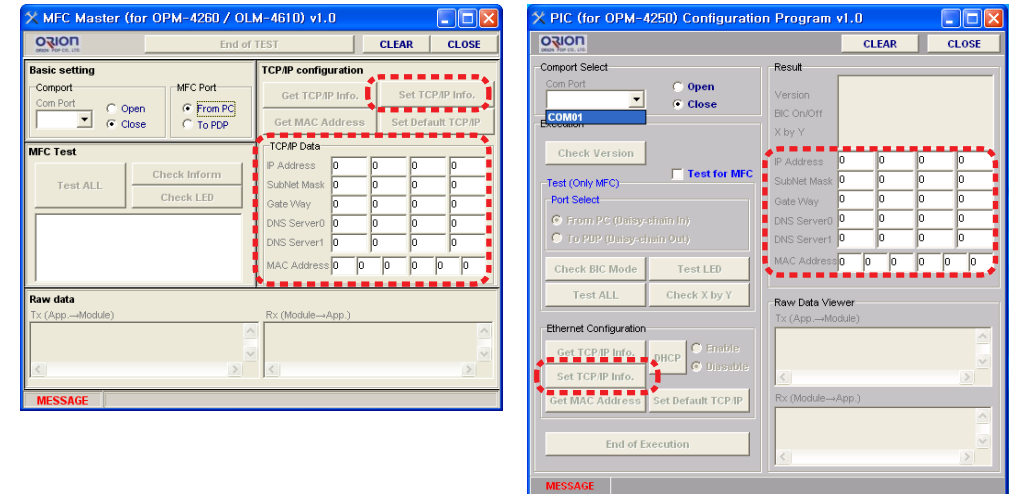 MFC Master (for OPM-4260 / OLM-4610) v1.0
ORION
End of TEST
CLEAR
CLOSE
Basic setting
Comport
Com Port
Open
Close
MFC Port
From PC
To PDP
TCP/IP configuration
Get TCP/IP Info.
Set TCP/IP Info.
Get MAC Address
Set Default TCP/IP
MFC Test
Test ALL
Check Inform
Check LED
TCP/IP Data
IP Address 0 0 0 0
SubNet Mask 0 0 0 0
Gate Way 0 0 0 0
DNS Server0 0 0 0 0
DNS Server1 0 0 0 0
MAC Address 0 0 0 0 0 0
Raw data
Tx (App.→Module)
Rx (Module→App.)
MESSAGE
PIC (for OPM-4250) Configuration Program v1.0
ORION
CLEAR
CLOSE
Comport Select
Com Port
COM01
Open
Close
Execution
Check Version
Test for MFC
Test (Only MFC)
Port Select
From PC (Daisy-chain In)
To PDP (Daisy-chain Out)
Check BIC Mode
Test LED
Test ALL
Check X by Y
Ethernet Configuration
Get TCP/IP Info.
DHCP
Enable
Diasable
Set TCP/IP Info.
Get MAC Address
Set Default TCP/IP
End of Execution
Result
Version
BIC On/Off
X by Y
IP Address 0 0 0 0
SubNet Mask 0 0 0 0
Gate Way 0 0 0 0
DNS Server0 0 0 0 0
DNS Server1 0 0 0 0
MAC Address 0 0 0 0 0 0
Raw Data Viewer
Tx (App.→Module)
Rx (Module→App.)
MESSAGE